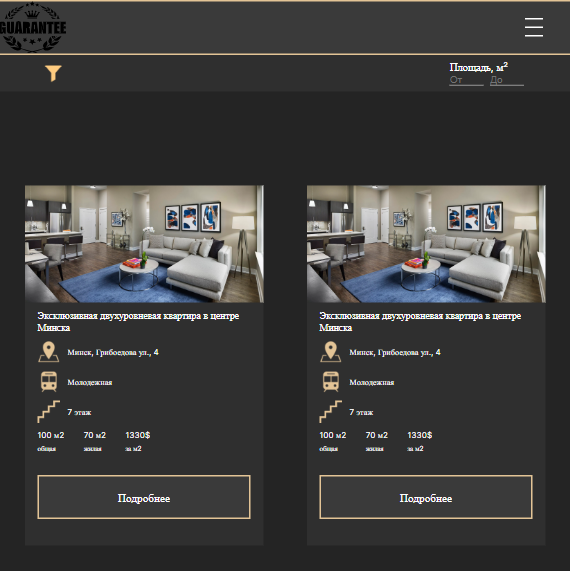 GUARANTEE
Площадь, м²
От До
Эксклюзивная двухуровневая квартира в центре
Минска
Минск, Грибоедова ул., 4
Молодежная
7 этаж
100 м2 70 м2 1330$
общая жилая за м2
Подробнее
Эксклюзивная двухуровневая квартира в центре
Минска
Минск, Грибоедова ул., 4
Молодежная
7 этаж
100 м2 70 м2 1330$
общая жилая за м2
Подробнее